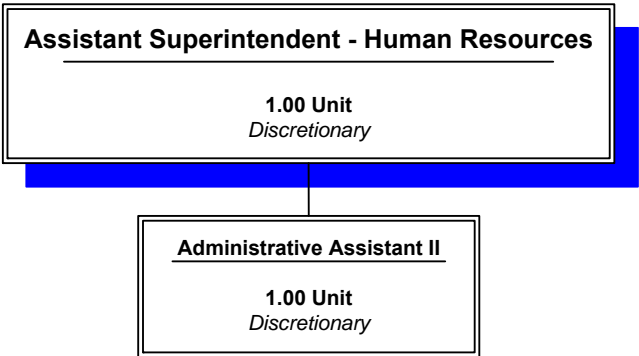 Assistant Superintendent - Human Resources
1.00 Unit
Discretionary
Administrative Assistant II
1.00 Unit
Discretionary